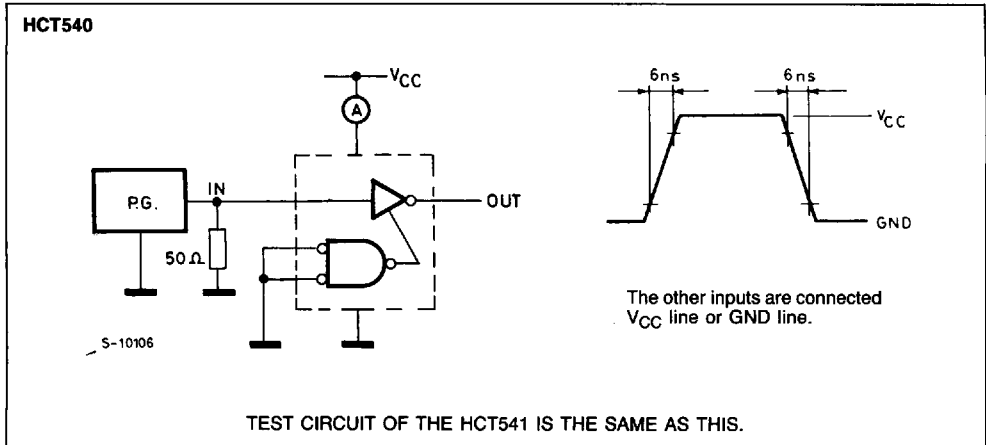 HCT540
VCC
A
6ns
6ns
VCC
P.G.
IN
OUT
50Ω
GND
The other inputs are connected
VCC line or GND line.
S-10106
TEST CIRCUIT OF THE HCT541 IS THE SAME AS THIS.